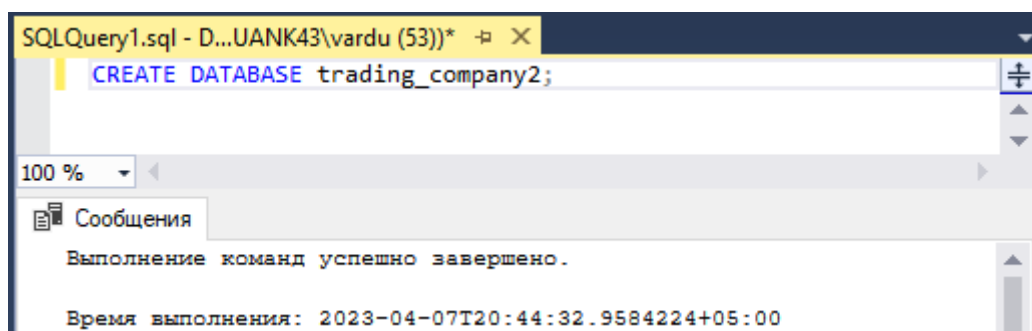 SQLQuery1.sql - D...UANK43\vardu (53))*
CREATE DATABASE trading_company2;
100 %
Сообщения
Выполнение команд успешно завершено.
Время выполнения: 2023-04-07T20:44:32.9584224+05:00